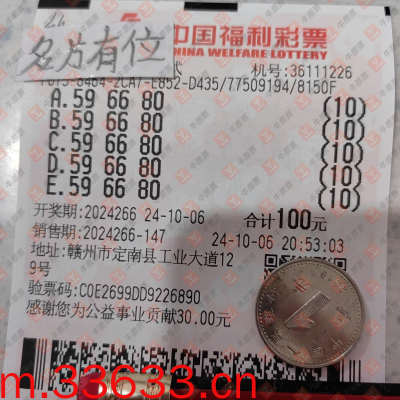 中国福利彩票
CHINA WELFARE LOTTERY
名片有位
机号:36111226
A.59 66 80 (10)
B.59 66 80 (10)
C.59 66 80 (10)
D.59 66 80 (10)
E.59 66 80 (10)
开奖期:2024266 24-10-06 合计100元
销售期:2024266-147 24-10-06 20:53:03
地址:赣州市定南县工业大道12
9号
验票码:C0E2699DD9226890
感谢您为公益事业贡献30.00元
m.33633.cn